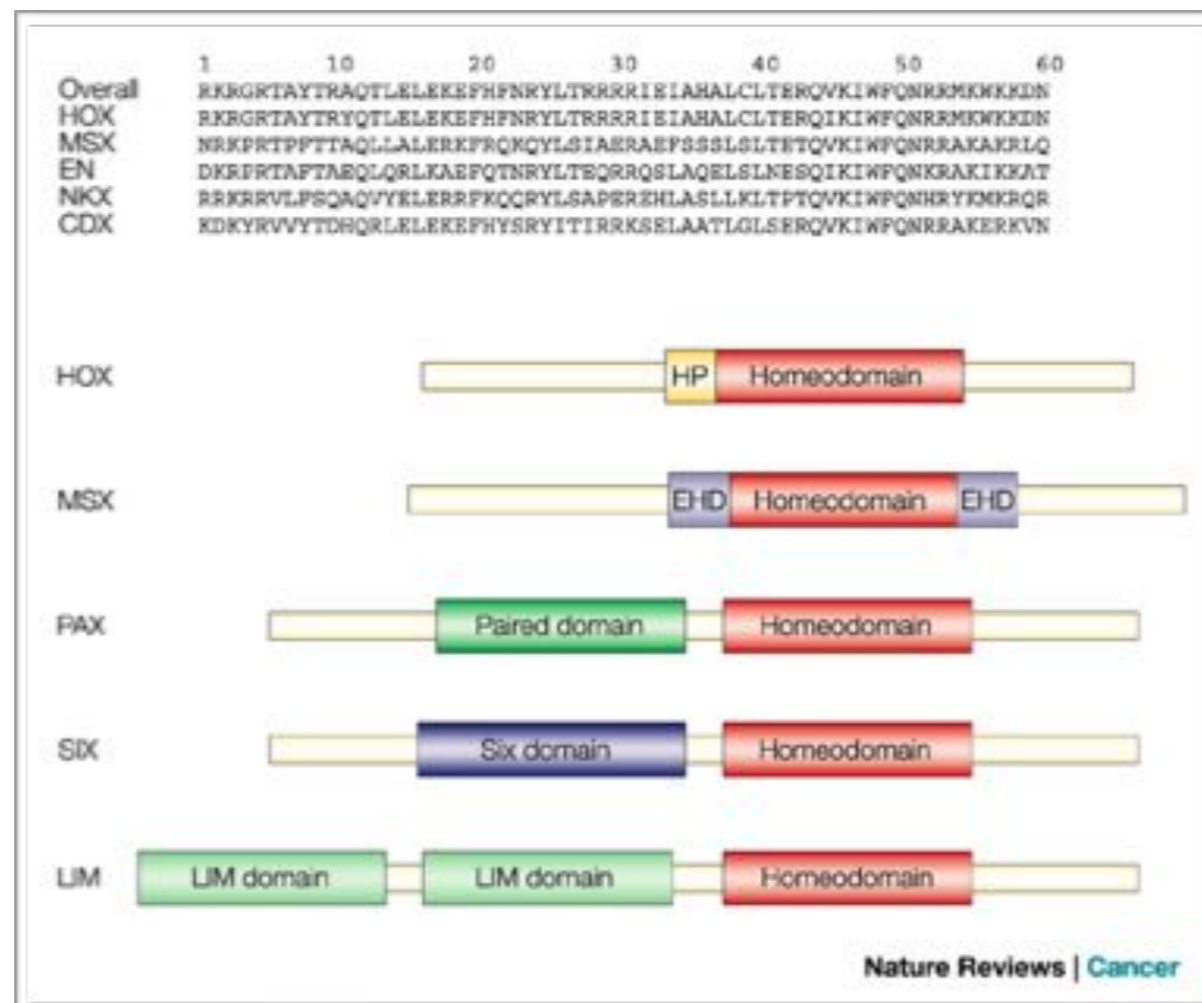 1 10 20 30 40 50 60
Overall RKRGRTAYTRAQTLELEKEFHFNRYLTRRRRIEIAHALCLTERQVKIWFQNRRMKWKKDN
HOX RKRGRTAYTRYQTLELEKEFHFNRYLTRRRRIEIAHALCLTERQIKIWFQNRRMKWKKDN
MSX NRKPRTPFTTAQLLALERKFRQKQYLSIAERAEFSSSLSLTETQVKIWFQNRRAKAKRLQ
EN DKRPRTAFTAEQLQRLKAEFQTNRYLTEQRRQSLAQELSLNESQIKIWFQNKRAKIKKAT
NKX RRKRRVLFSQAQVYELERRFKQQRYLSAPEREHLASLLKLTPTQVKIWFQNHRYKMKRQR
CDX KDKYRVVYTDHQRLELEKEFHYSRYITIRRKSELAATLGLSERQVKIWFQNRRAKERKVN
HOX HP Homeodomain
MSX EHD Homeodomain EHD
PAX Paired domain Homeodomain
SIX Six domain Homeodomain
LIM LIM domain LIM domain Homeodomain
Nature Reviews | Cancer